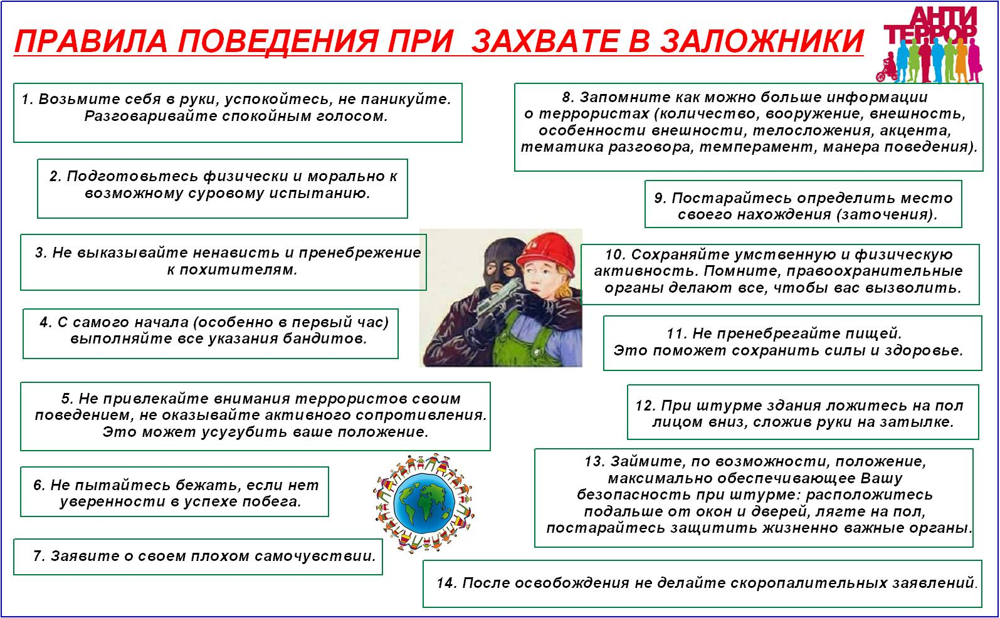 ПРАВИЛА ПОВЕДЕНИЯ ПРИ ЗАХВАТЕ В ЗАЛОЖНИКИ
АНТИ
ТЕРРОР
1. Возьмите себя в руки, успокойтесь, не паникуйте.
Разговаривайте спокойным голосом.
2. Подготовьтесь физически и морально к
возможному суровому испытанию.
3. Не выказывайте ненависть и пренебрежение
к похитителям.
4. С самого начала (особенно в первый час)
выполняйте все указания бандитов.
5. Не привлекайте внимания террористов своим
поведением, не оказывайте активного сопротивления.
Это может усугубить ваше положение.
6. Не пытайтесь бежать, если нет
уверенности в успехе побега.
7. Заявите о своем плохом самочувствии.
8. Запомните как можно больше информации
о террористах (количество, вооружение, внешность,
особенности внешности, телосложения, акцента,
тематика разговора, темперамент, манера поведения).
9. Постарайтесь определить место
своего нахождения (заточения).
10. Сохраняйте умственную и физическую
активность. Помните, правоохранительные
органы делают все, чтобы вас вызволить.
11. Не пренебрегайте пищей.
Это поможет сохранить силы и здоровье.
12. При штурме здания ложитесь на пол
лицом вниз, сложив руки на затылке.
13. Займите, по возможности, положение,
максимально обеспечивающее Вашу
безопасность при штурме: расположитесь
подальше от окон и дверей, лягте на пол,
постарайтесь защитить жизненно важные органы.
14. После освобождения не делайте скоропалительных заявлений.